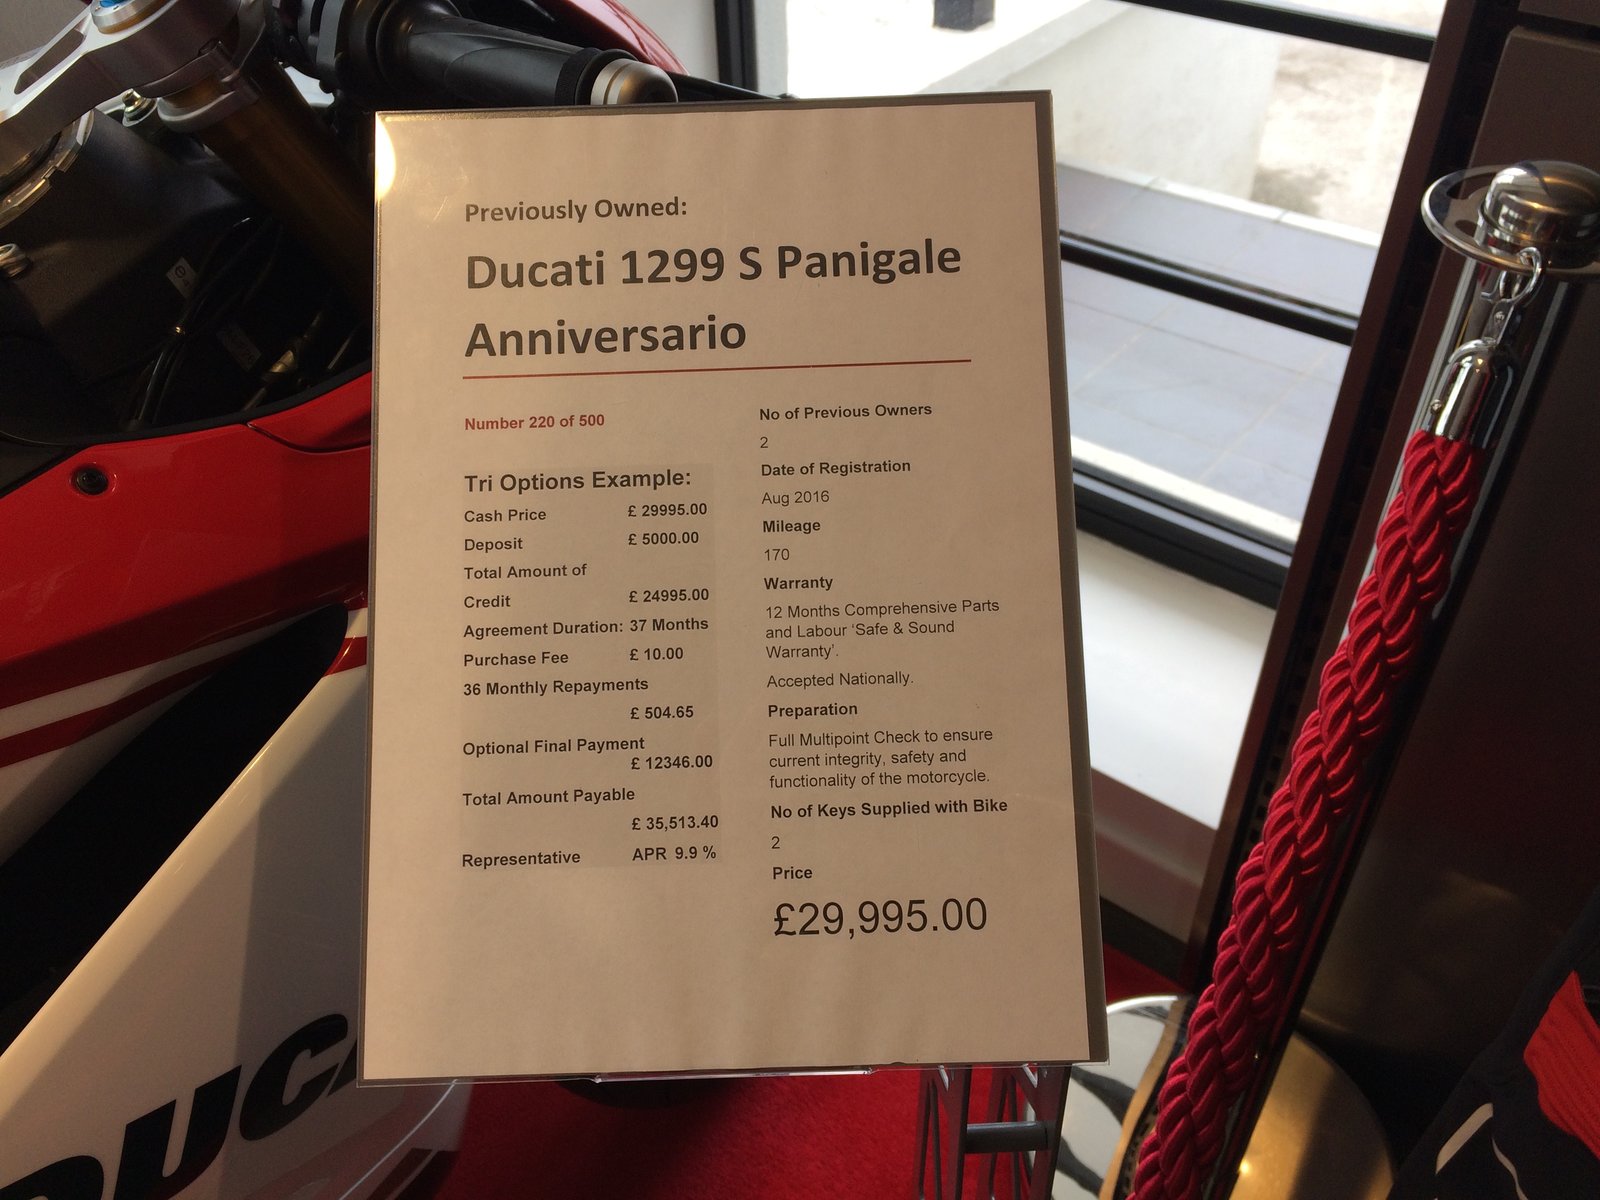 Previously Owned:
Ducati 1299 S Panigale
Anniversario
Number 220 of 500
Tri Options Example:
Cash Price £ 29995.00
Deposit £ 5000.00
Total Amount of
Credit £ 24995.00
Agreement Duration: 37 Months
Purchase Fee £ 10.00
36 Monthly Repayments
£ 504.65
Optional Final Payment
£ 12346.00
Total Amount Payable
£ 35,513.40
Representative APR 9.9 %
No of Previous Owners
2
Date of Registration
Aug 2016
Mileage
170
Warranty
12 Months Comprehensive Parts
and Labour ‘Safe & Sound
Warranty’.
Accepted Nationally.
Preparation
Full Multipoint Check to ensure
current integrity, safety and
functionality of the motorcycle.
No of Keys Supplied with Bike
2
Price
£29,995.00
DUCA